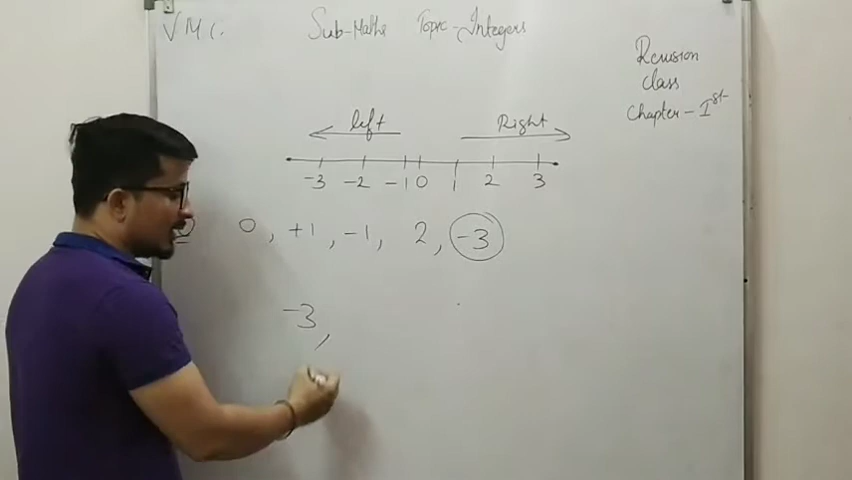 VMC.
Sub-Maths Topic-Integers
Revision
class
Chapter-Ist
left Right
-3 -2 -1 0 1 2 3
0, +1, -1, 2, -3
-3,